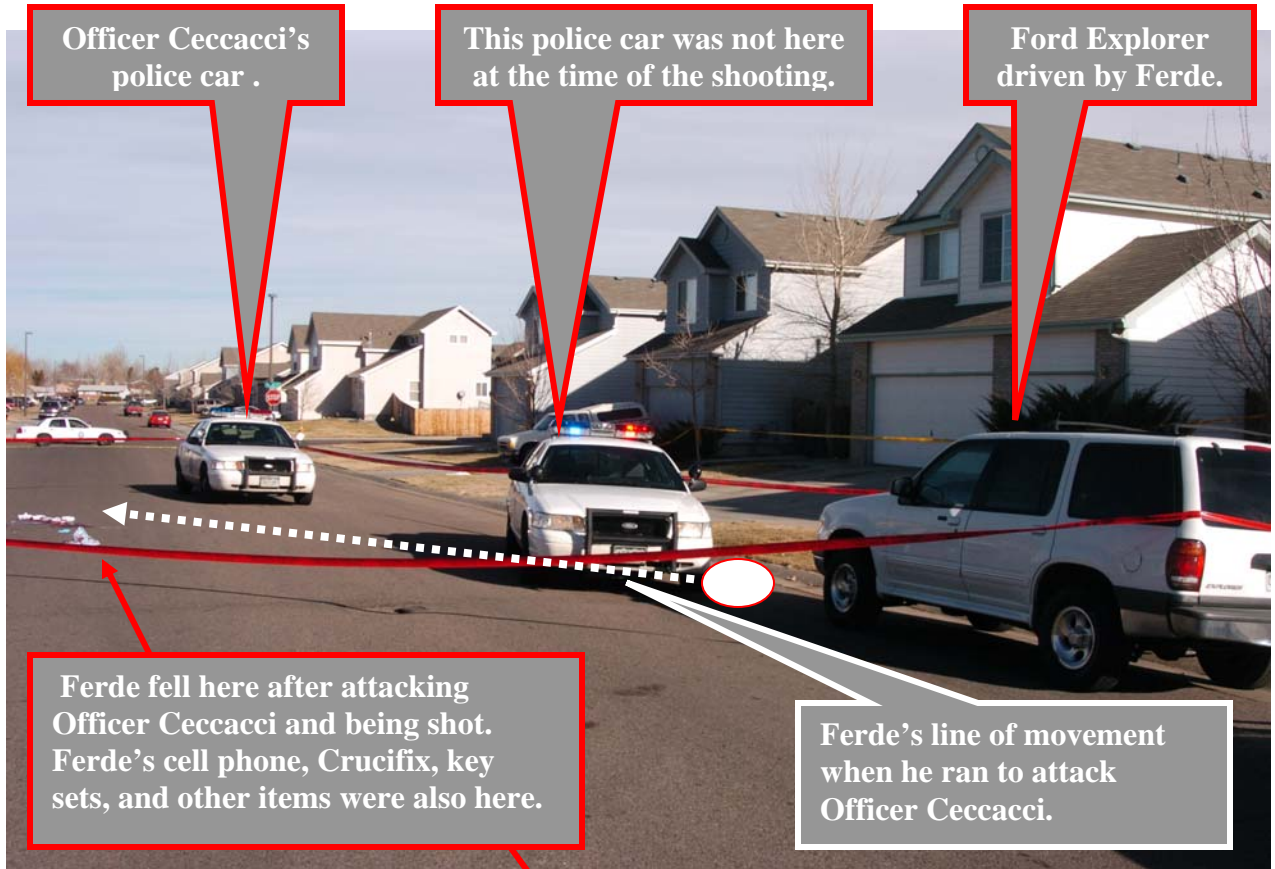 Officer Ceccacci's
police car .
This police car was not here
at the time of the shooting.
Ford Explorer
driven by Ferde.
Ferde fell here after attacking
Officer Ceccacci and being shot.
Ferde's cell phone, Crucifix, key
sets, and other items were also here.
Ferde's line of movement
when he ran to attack
Officer Ceccacci.